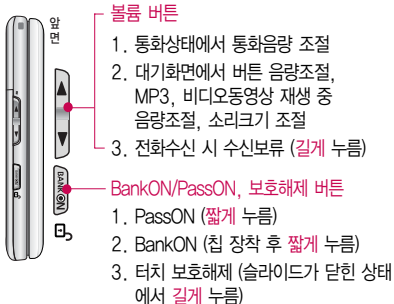 앞면
볼륨 버튼
1. 통화상태에서 통화음량 조절
2. 대기화면에서 버튼 음량조절,
MP3, 비디오동영상 재생 중
음량조절, 소리크기 조절
3. 전화수신 시 수신보류 (길게 누름)
BANKON
BankON/PassON, 보호해제 버튼
1. PassON (짧게 누름)
2. BankON (칩 장착 후 짧게 누름)
3. 터치 보호해제 (슬라이드가 닫힌 상태
에서 길게 누름)